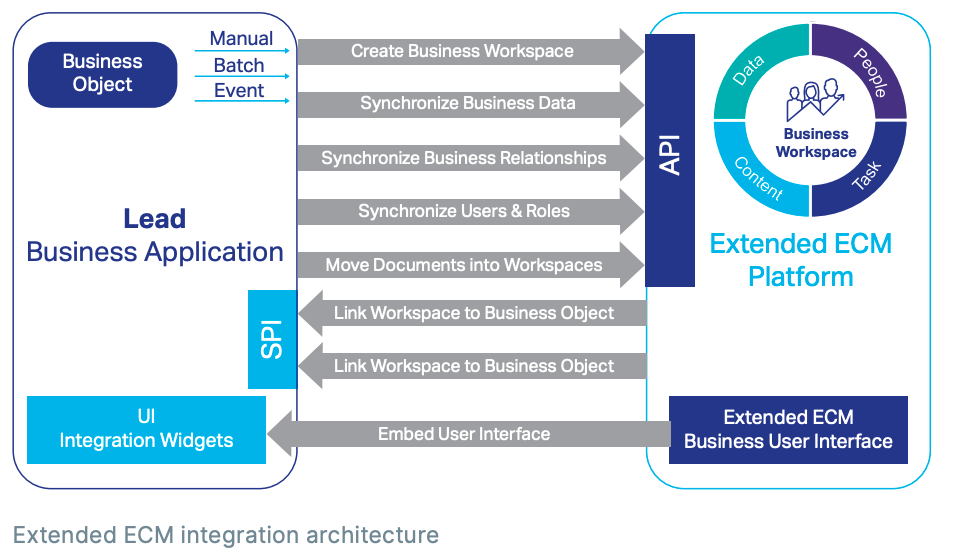 Business
Object
Manual
Batch
Event
Lead
Business Application
SPI
UI
Integration Widgets
Create Business Workspace
Synchronize Business Data
Synchronize Business Relationships
Synchronize Users & Roles
Move Documents into Workspaces
Link Workspace to Business Object
Link Workspace to Business Object
Embed User Interface
API
Data
People
Content
Task
Business
Workspace
Extended ECM
Platform
Extended ECM
Business User Interface
Extended ECM integration architecture